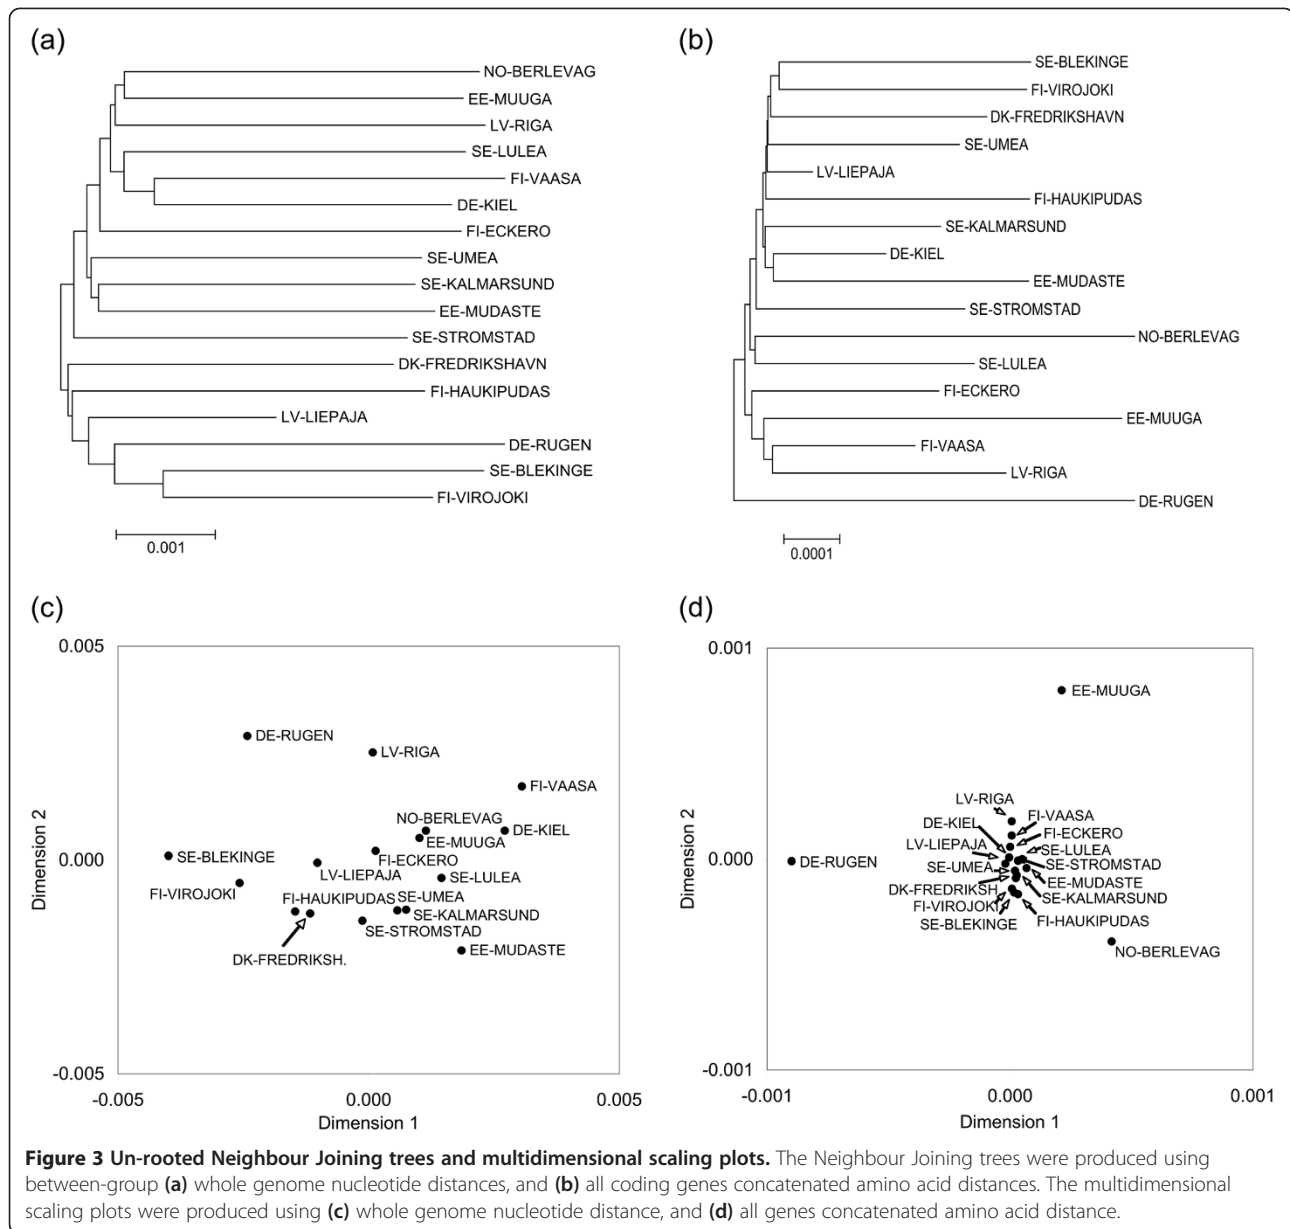 (a)
NO-BERLEVAG
EE-MUUGA
LV-RIGA
SE-LULEA
FI-VAASA
DE-KIEL
FI-ECKERO
SE-UMEA
SE-KALMARSUND
EE-MUDASTE
SE-STROMSTAD
DK-FREDRIKSHAVN
FI-HAUKIPUDAS
LV-LIEPAJA
DE-RUGEN
SE-BLEKINGE
FI-VIROJOKI
0.001
(b)
SE-BLEKINGE
FI-VIROJOKI
DK-FREDRIKSHAVN
SE-UMEA
LV-LIEPAJA
FI-HAUKIPUDAS
SE-KALMARSUND
DE-KIEL
EE-MUDASTE
SE-STROMSTAD
NO-BERLEVAG
SE-LULEA
FI-ECKERO
EE-MUUGA
FI-VAASA
LV-RIGA
DE-RUGEN
0.0001
(c)
0.005
DE-RUGEN
LV-RIGA
FI-VAASA
NO-BERLEVAG
DE-KIEL
EE-MUUGA
Dimension 2
0.000
SE-BLEKINGE
FI-ECKERO
LV-LIEPAJA
SE-LULEA
FI-VIROJOKI
FI-HAUKIPUDAS
SE-UMEA
SE-KALMARSUND
SE-STROMSTAD
EE-MUDASTE
DK-FREDRIKSH.
-0.005
-0.005
0.000
0.005
Dimension 1
(d)
0.001
EE-MUUGA
LV-RIGA
FI-VAASA
DE-KIEL
FI-ECKERO
LV-LIEPAJA
SE-LULEA
Dimension 2
0.000
DE-RUGEN
SE-UMEA
SE-STROMSTAD
EE-MUDASTE
DK-FREDRIKSH.
SE-KALMARSUND
FI-VIROJOKI
SE-BLEKINGE
FI-HAUKIPUDAS
NO-BERLEVAG
-0.001
-0.001
0.000
0.001
Dimension 1
Figure 3 Un-rooted Neighbour Joining trees and multidimensional scaling plots. The Neighbour Joining trees were produced using
between-group (a) whole genome nucleotide distances, and (b) all coding genes concatenated amino acid distances. The multidimensional
scaling plots were produced using (c) whole genome nucleotide distance, and (d) all genes concatenated amino acid distance.